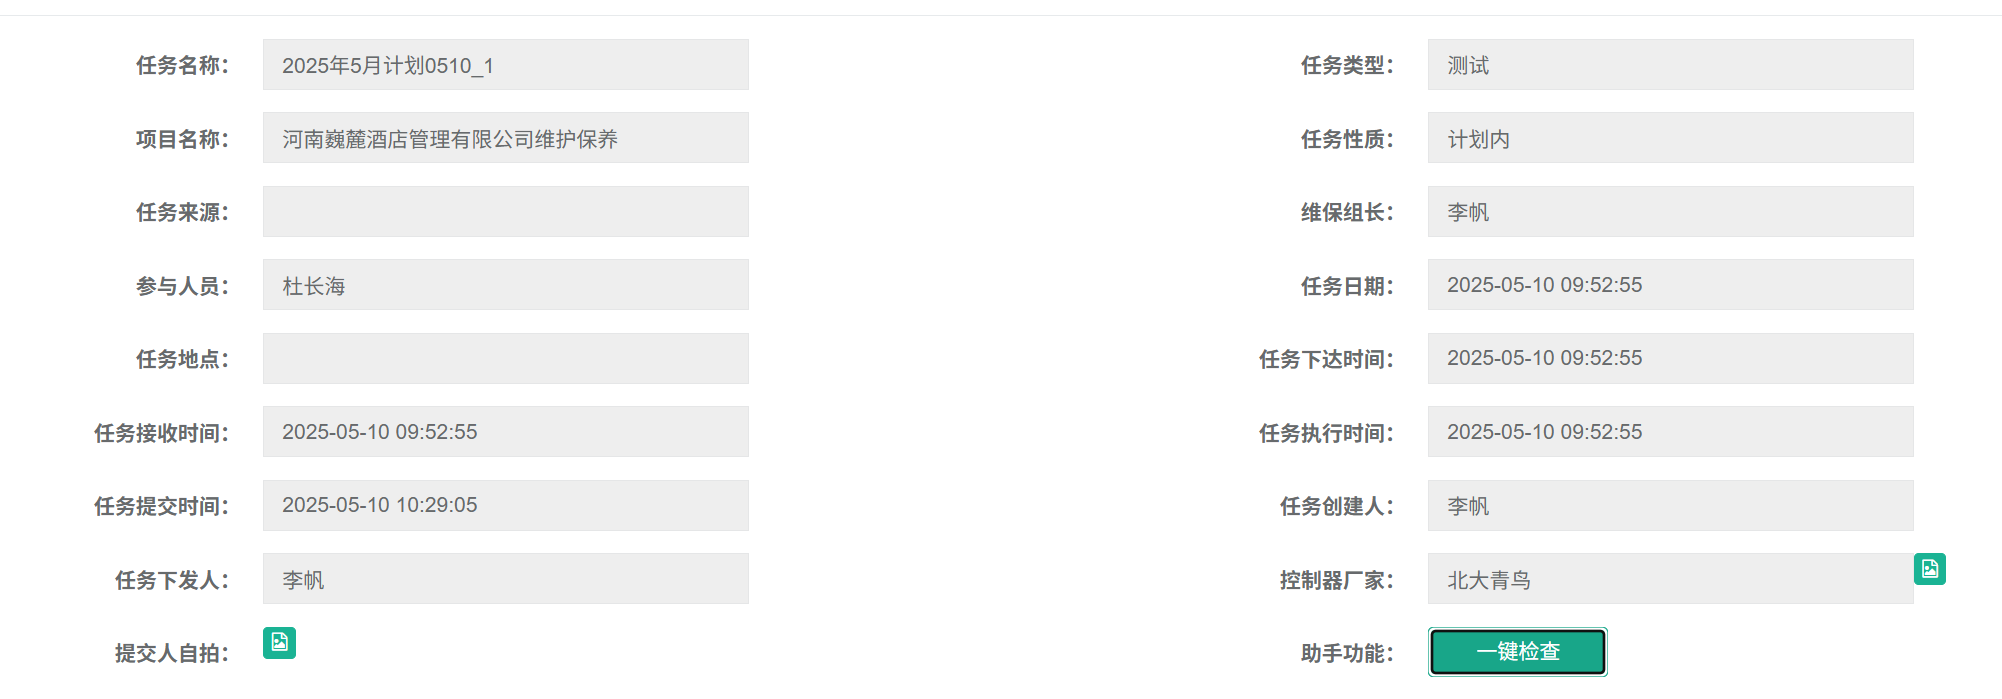 任务名称： 2025年5月计划0510_1 任务类型： 测试
项目名称： 河南巍麓酒店管理有限公司维护保养 任务性质： 计划内
任务来源： 维保组长： 李帆
参与人员： 杜长海 任务日期： 2025-05-10 09:52:55
任务地点： 任务下达时间： 2025-05-10 09:52:55
任务接收时间： 2025-05-10 09:52:55 任务执行时间： 2025-05-10 09:52:55
任务提交时间： 2025-05-10 10:29:05 任务创建人： 李帆
任务下发人： 李帆 控制器厂家： 北大青鸟
提交人自拍： 助手功能： 一键检查